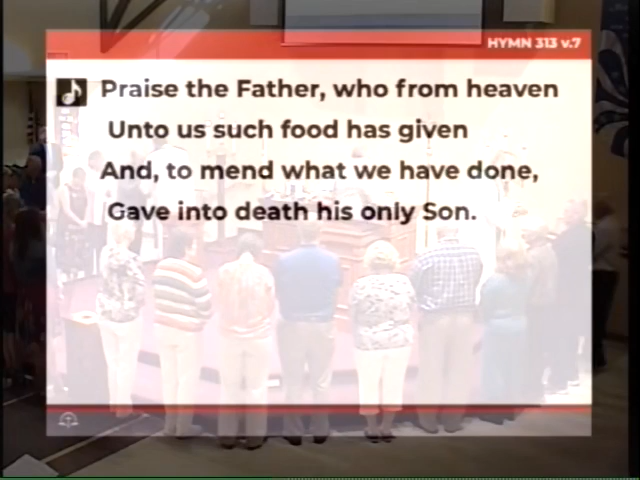 HYMN 313 v.7
Praise the Father, who from heaven
Unto us such food has given
And, to mend what we have done,
Gave into death his only Son.